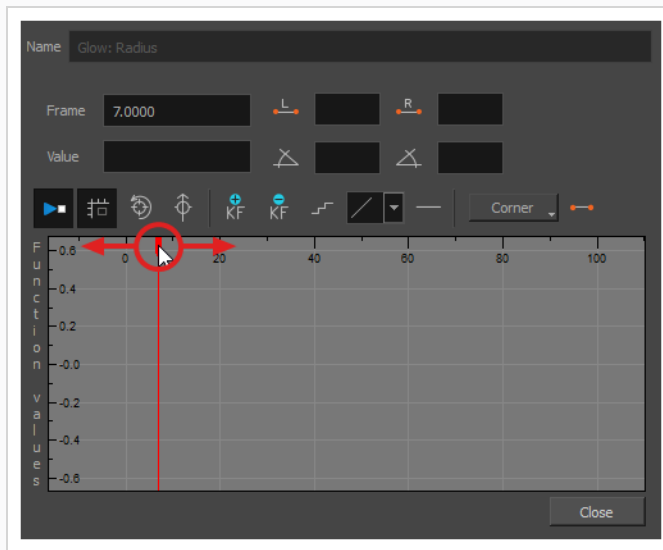 Name Glow: Radius
L R
Frame 7.0000
Value
KF KF Corner
Function values
0 20 40 60 80 100
-0.6
-0.4
-0.2
-0.0
-0.2
-0.4
-0.6
Close